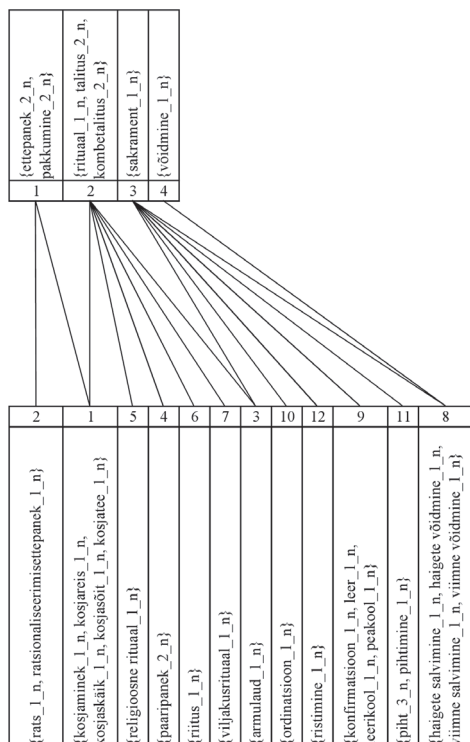 {ettepanek_2_n,
pakkumine_2_n}
{rituaal_1_n, talitus_2_n,
kombetalitus_2_n}
{sakrament_1_n}
{võidmine_1_n}
1
2
3
4
2
1
5
4
6
7
3
10
12
9
11
8
{rats_1_n, ratsionaliseerimisettepanek_1_n}
{kosjaminek_1_n, kosjareis_1_n,
kosjaskäik_1_n, kosjasõit_1_n, kosjatee_1_n}
{religioosne rituaal_1_n}
{paaripanek_2_n}
{riitus_1_n}
{viljakusrituaal_1_n}
{armulaud_1_n}
{ordinatsioon_1_n}
{ristimine_1_n}
{konfirmatsioon_1_n, leer_1_n,
eerikool_1_n, peakool_1_n}
{piht_3_n, pihtimine_1_n}
{haigete salvimine_1_n, haigete võidmine_1_n,
viimne salvimine_1_n, viimne võidmine_1_n}